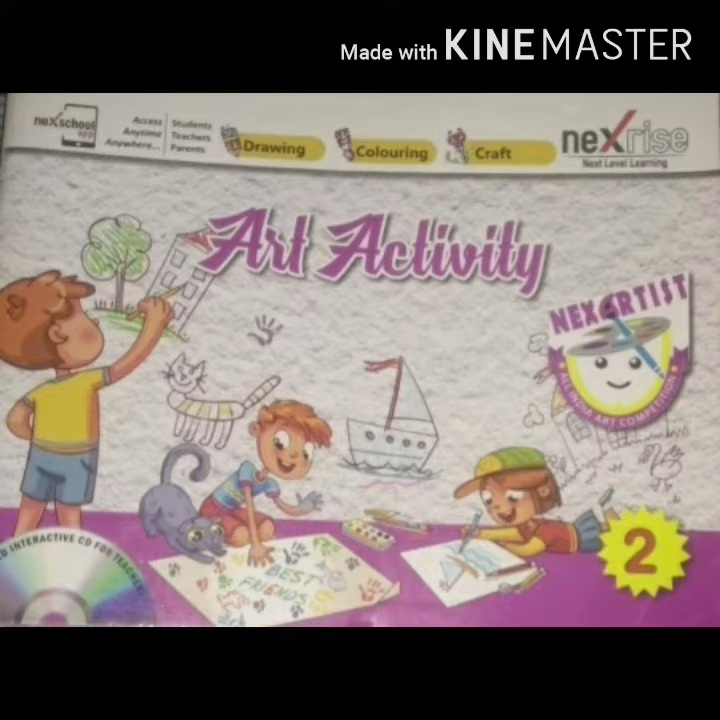 Made with KINEMASTER
neXschool app
Access Anytime Anywhere...
Students Teachers Parents
Drawing
Colouring
Craft
neXrise
Next Level Learning
Art Activity
NEXARTIST
ALL INDIA ART COMPETITION
INTERACTIVE CD FOR TEACHERS
BEST
FRIENDS
2